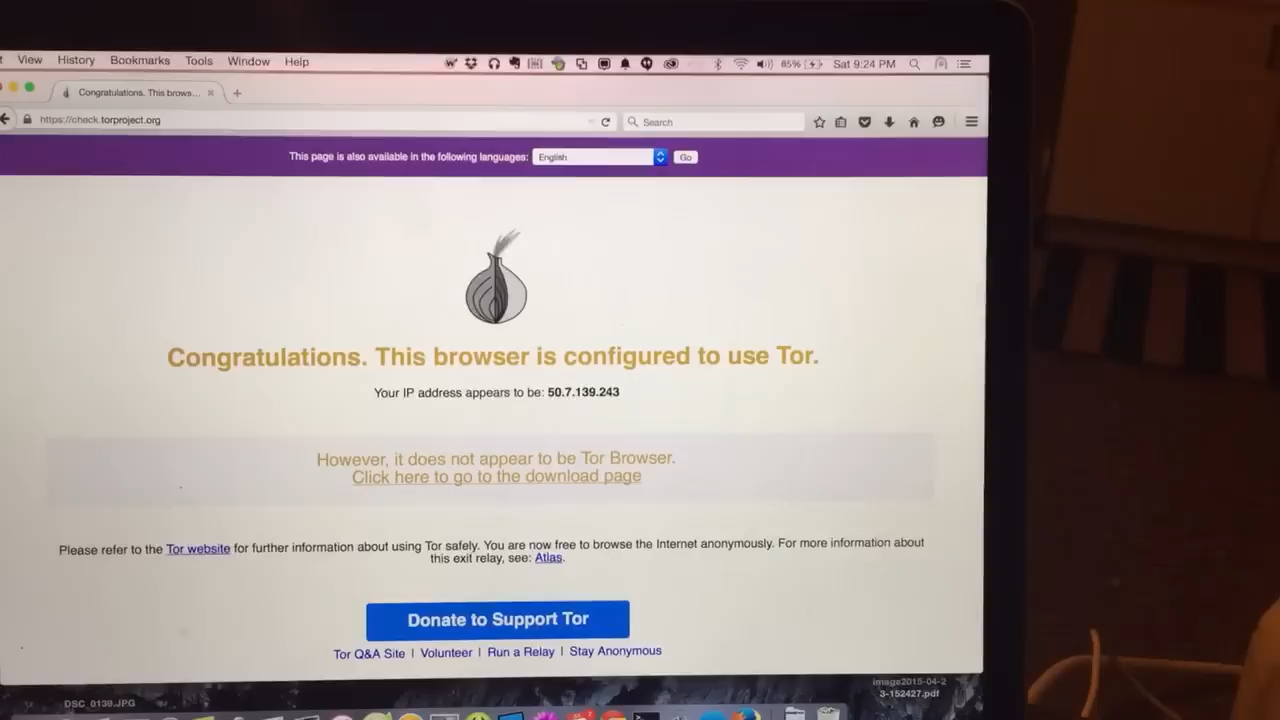 View History Bookmarks Tools Window Help 85% Sat 9:24 PM
Congratulations. This brows...
https://check.torproject.org Search
This page is also available in the following languages: English Go
Congratulations. This browser is configured to use Tor.
Your IP address appears to be: 50.7.139.243
However, it does not appear to be Tor Browser.
Click here to go to the download page
Please refer to the Tor website for further information about using Tor safely. You are now free to browse the Internet anonymously. For more information about
this exit relay, see: Atlas.
Donate to Support Tor
Tor Q&A Site | Volunteer | Run a Relay | Stay Anonymous
DSC_0139.JPG
image2015-04-2
3-152427.pdf